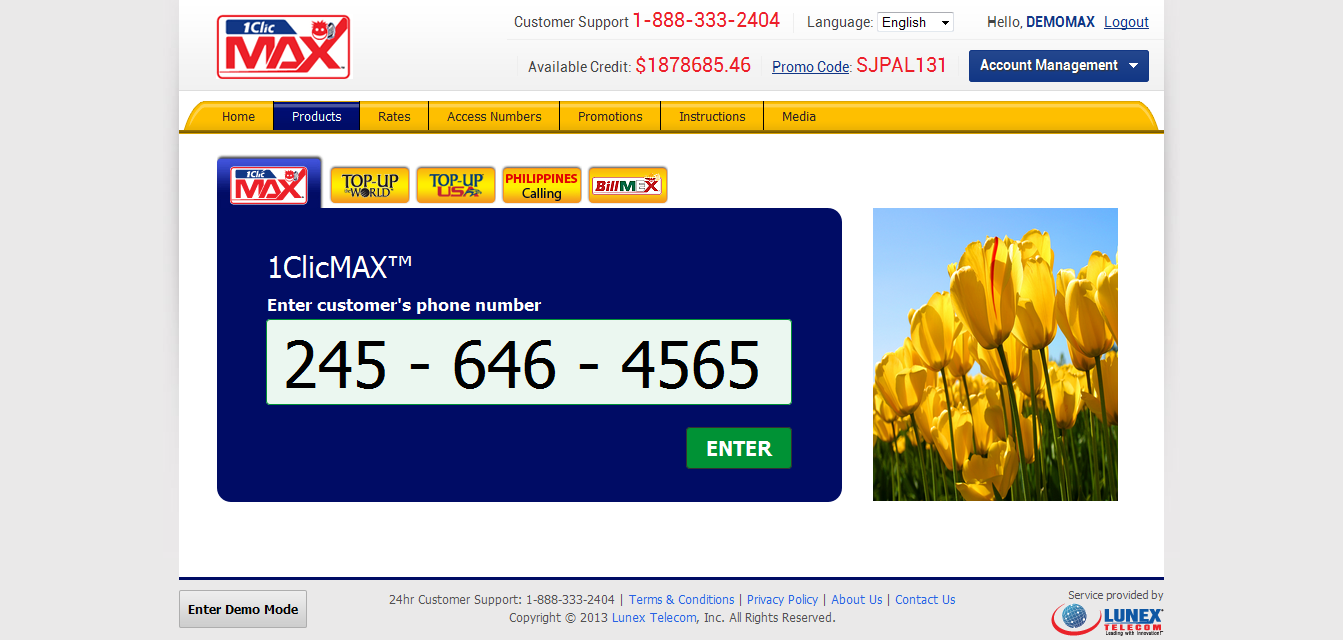 1Clic
MAX
Customer Support 1-888-333-2404
Language: English
Hello, DEMOMAX Logout
Available Credit: $1878685.46
Promo Code: SJPAL131
Account Management
Home Products Rates Access Numbers Promotions Instructions Media
1Clic
MAX
TOP-UP
the WORLD
TOP-UP
USA
PHILIPPINES
Calling
BillMEX
1ClicMAX™
Enter customer's phone number
245 - 646 - 4565
ENTER
Enter Demo Mode
24hr Customer Support: 1-888-333-2404 | Terms & Conditions | Privacy Policy | About Us | Contact Us
Copyright © 2013 Lunex Telecom, Inc. All Rights Reserved.
Service provided by
LUNEX
TELECOM
Leading with Innovation!™